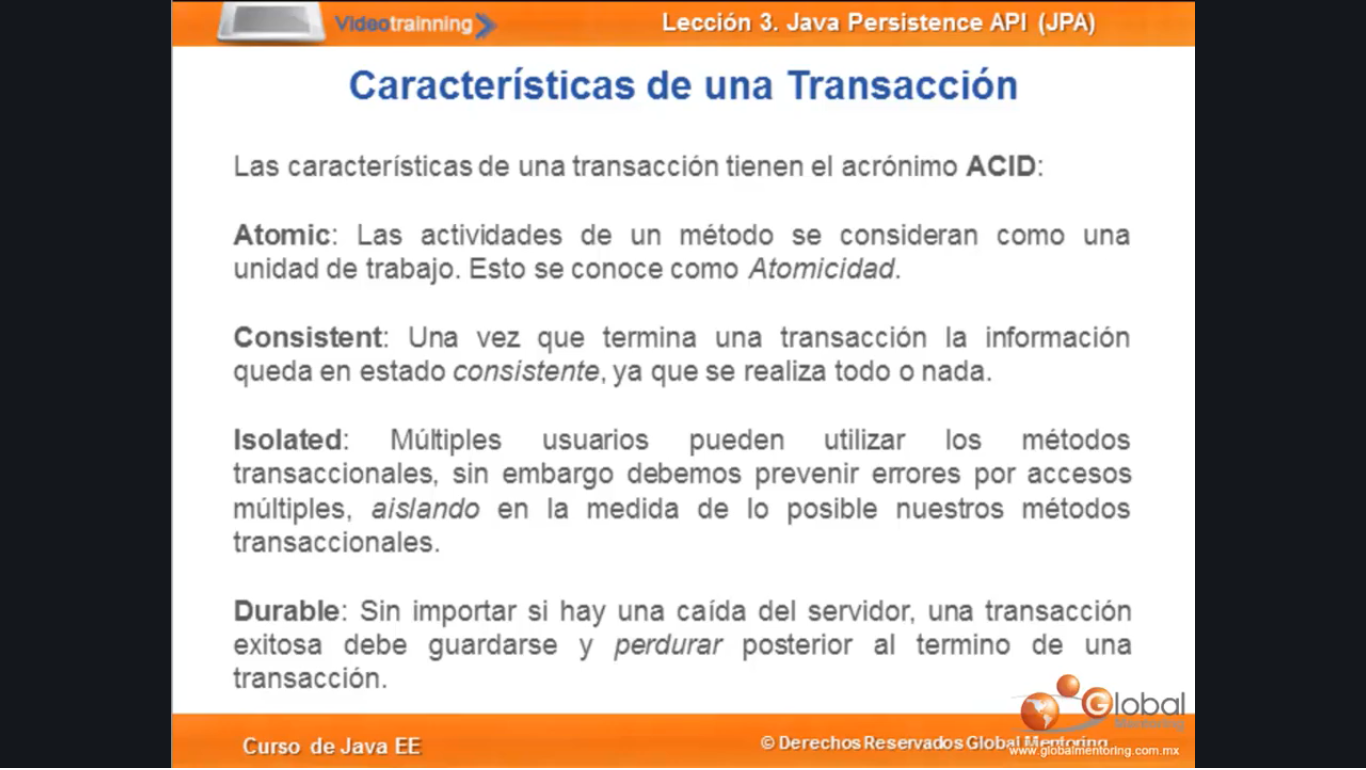 Videotrainning
Lección 3. Java Persistence API (JPA)
Características de una Transacción
Las características de una transacción tienen el acrónimo ACID:
Atomic: Las actividades de un método se consideran como una
unidad de trabajo. Esto se conoce como Atomicidad.
Consistent: Una vez que termina una transacción la información
queda en estado consistente, ya que se realiza todo o nada.
Isolated: Múltiples usuarios pueden utilizar los métodos
transaccionales, sin embargo debemos prevenir errores por accesos
múltiples, aislando en la medida de lo posible nuestros métodos
transaccionales.
Durable: Sin importar si hay una caída del servidor, una transacción
exitosa debe guardarse y perdurar posterior al termino de una
transacción.
Global
Mentoring
Curso de Java EE
© Derechos Reservados Global Mentoring
www.globalmentoring.com.mx